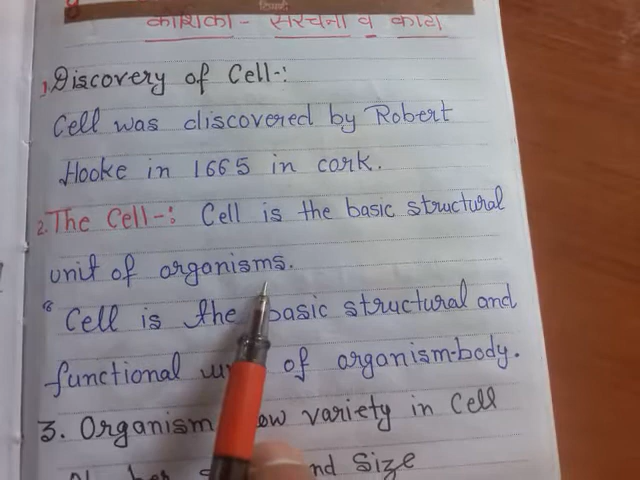 कोशिका - संरचना व कार्य
1. Discovery of Cell-:
Cell was discovered by Robert
Hooke in 1665 in cork.
2. The Cell-: Cell is the basic structural
unit of organisms.
" Cell is the basic structural and
functional of organism-body.
3. Organism variety in Cell
Size